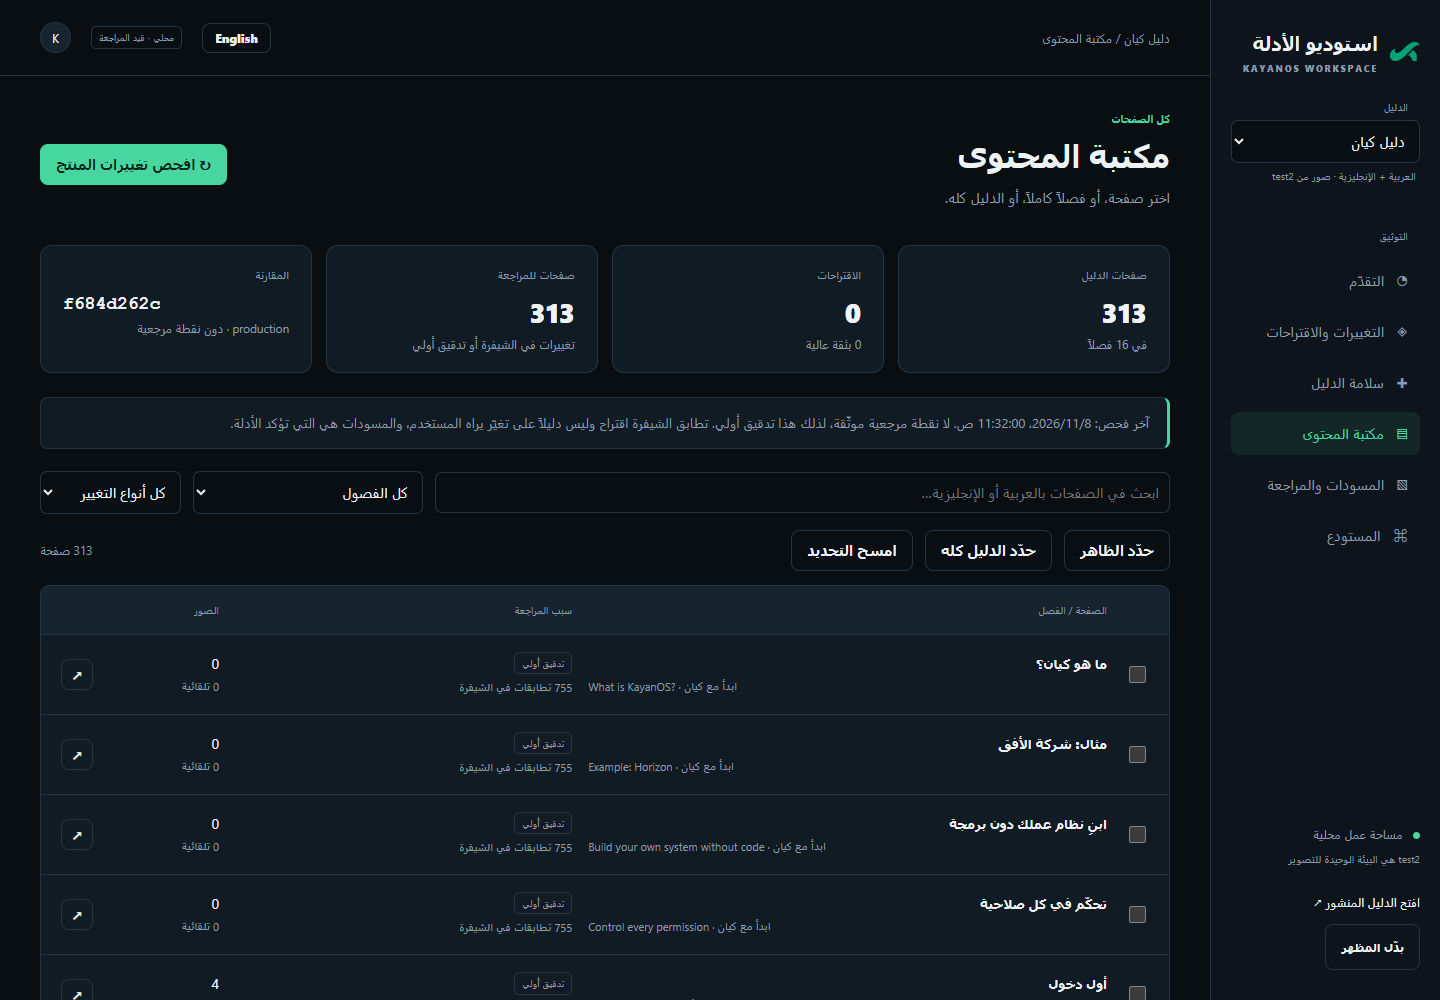 استوديو الأدلة
KAYANOS WORKSPACE
الدليل
دليل كيان
العربية + الإنجليزية · صور من test2
التوثيق
التقدّم
التغييرات والاقتراحات
سلامة الدليل
مكتبة المحتوى
المسودات والمراجعة
المستودع
مساحة عمل محلية
test2 هي البيئة الوحيدة للتصوير
افتح الدليل المنشور ↗
بدّل المظهر
دليل كيان / مكتبة المحتوى
English
محلي · قيد المراجعة
K
كل الصفحات
مكتبة المحتوى
اختر صفحة، أو فصلاً كاملاً، أو الدليل كله.
↻ افحص تغييرات المنتج
صفحات الدليل
313
في 16 فصلاً
الاقتراحات
0
0 بثقة عالية
صفحات للمراجعة
313
تغييرات في الشيفرة أو تدقيق أولي
المقارنة
f684d262c
production · دون نقطة مرجعية
آخر فحص: 2026/11/8، 11:32:00 ص. لا نقطة مرجعية موثّقة، لذلك هذا تدقيق أولي. تطابق الشيفرة اقتراح وليس دليلاً على تغيّر يراه المستخدم، والمسودات هي التي تؤكد الأدلة.
ابحث في الصفحات بالعربية أو الإنجليزية...
كل الفصول
كل أنواع التغيير
حدّد الظاهر
حدّد الدليل كله
امسح التحديد
313 صفحة
الصفحة / الفصل
سبب المراجعة
الصور
ما هو كيان؟
ابدأ مع كيان · What is KayanOS?
تدقيق أولي
755 تطابقات في الشيفرة
0
0 تلقائية
↗
مثال: شركة الأفق
ابدأ مع كيان · Example: Horizon
تدقيق أولي
755 تطابقات في الشيفرة
0
0 تلقائية
↗
ابنِ نظام عملك دون برمجة
ابدأ مع كيان · Build your own system without code
تدقيق أولي
755 تطابقات في الشيفرة
0
0 تلقائية
↗
تحكّم في كل صلاحية
ابدأ مع كيان · Control every permission
تدقيق أولي
755 تطابقات في الشيفرة
0
0 تلقائية
↗
أول دخول
تدقيق أولي
4
↗